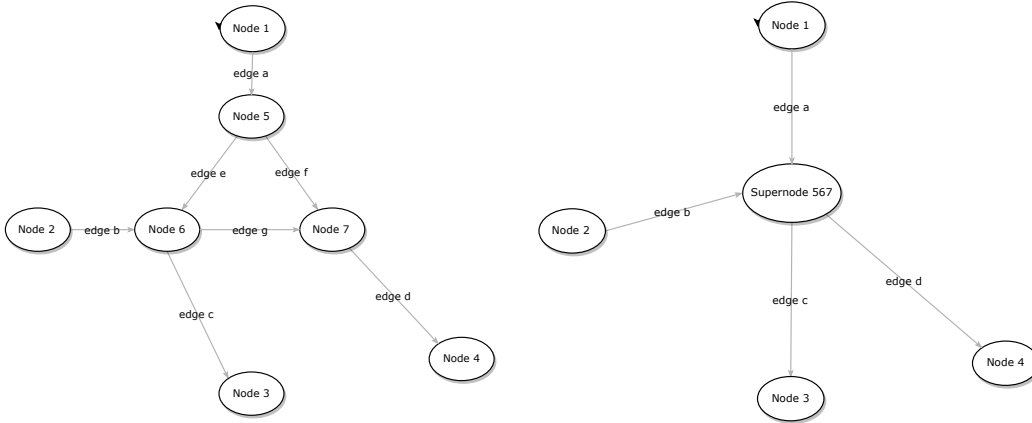 Node 1
edge a
Node 5
edge e
edge f
Node 2
edge b
Node 6
edge g
Node 7
edge c
edge d
Node 4
Node 3
Node 1
edge a
Supernode 567
edge b
Node 2
edge c
edge d
Node 4
Node 3